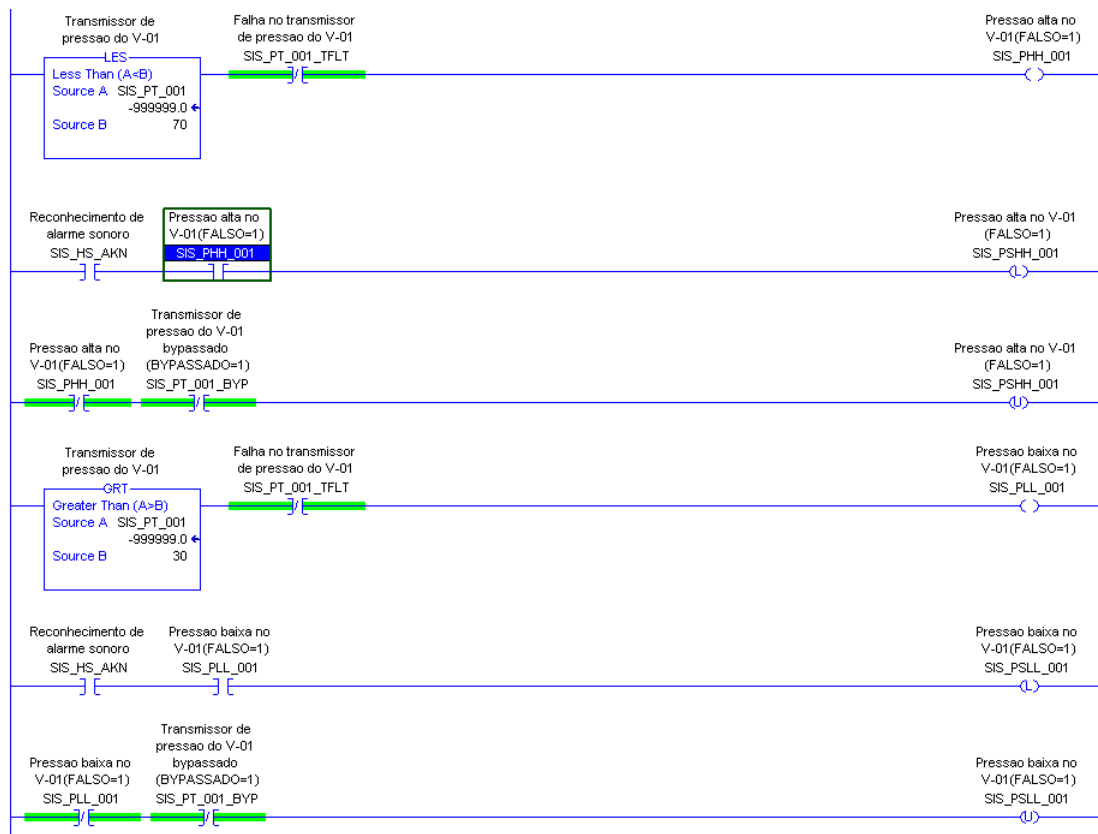 Transmissor de
pressao do V-01
LES
Less Than (A<B)
Source A SIS_PT_001
-999999.0
Source B 70
Falha no transmissor
de pressao do V-01
SIS_PT_001_TFLT
Pressao alta no
V-01(FALSO=1)
SIS_PHH_001
Reconhecimento de
alarme sonoro
SIS_HS_AKN
Pressao alta no
V-01(FALSO=1)
SIS_PHH_001
Pressao alta no V-01
(FALSO=1)
SIS_PSHH_001
L
Pressao alta no
V-01(FALSO=1)
SIS_PHH_001
Transmissor de
pressao do V-01
bypassado
(BYPASSADO=1)
SIS_PT_001_BYP
Pressao alta no V-01
(FALSO=1)
SIS_PSHH_001
U
Transmissor de
pressao do V-01
GRT
Greater Than (A>B)
Source A SIS_PT_001
-999999.0
Source B 30
Falha no transmissor
de pressao do V-01
SIS_PT_001_TFLT
Pressao baixa no
V-01(FALSO=1)
SIS_PLL_001
Reconhecimento de
alarme sonoro
SIS_HS_AKN
Pressao baixa no
V-01(FALSO=1)
SIS_PLL_001
Pressao baixa no
V-01(FALSO=1)
SIS_PSLL_001
L
Pressao baixa no
V-01(FALSO=1)
SIS_PLL_001
Transmissor de
pressao do V-01
bypassado
(BYPASSADO=1)
SIS_PT_001_BYP
Pressao baixa no
V-01(FALSO=1)
SIS_PSLL_001
U